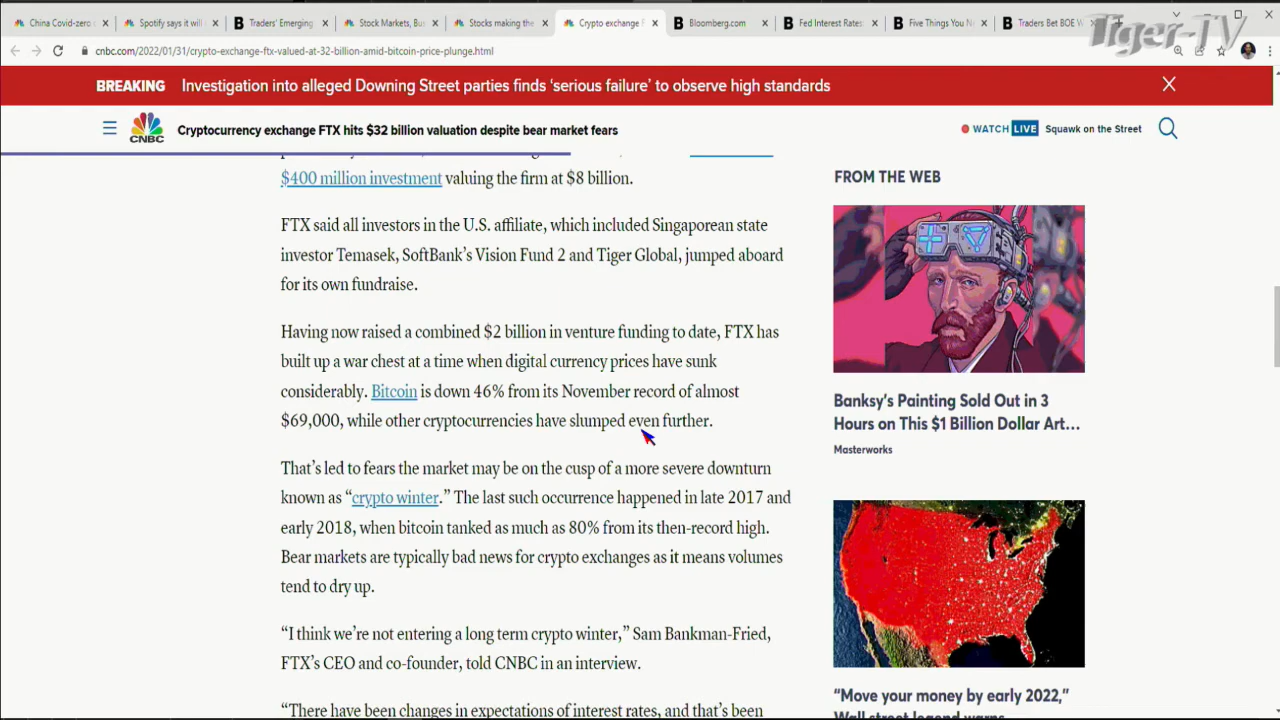 China Covid-zero
Spotify says it will
Traders' Emerging
Stock Markets, Bus
Stocks making the
Crypto exchange F
Bloomberg.com
Fed Interest Rates
Five Things You N
Traders Bet BOE W
Tiger-TV
cnbc.com/2022/01/31/crypto-exchange-ftx-valued-at-32-billion-amid-bitcoin-price-plunge.html
BREAKING Investigation into alleged Downing Street parties finds ‘serious failure’ to observe high standards
CNBC
Cryptocurrency exchange FTX hits $32 billion valuation despite bear market fears
WATCH LIVE Squawk on the Street
$400 million investment valuing the firm at $8 billion.
FTX said all investors in the U.S. affiliate, which included Singaporean state
investor Temasek, SoftBank’s Vision Fund 2 and Tiger Global, jumped aboard
for its own fundraise.
Having now raised a combined $2 billion in venture funding to date, FTX has
built up a war chest at a time when digital currency prices have sunk
considerably. Bitcoin is down 46% from its November record of almost
$69,000, while other cryptocurrencies have slumped even further.
That’s led to fears the market may be on the cusp of a more severe downturn
known as “crypto winter.” The last such occurrence happened in late 2017 and
early 2018, when bitcoin tanked as much as 80% from its then-record high.
Bear markets are typically bad news for crypto exchanges as it means volumes
tend to dry up.
“I think we’re not entering a long term crypto winter,” Sam Bankman-Fried,
FTX’s CEO and co-founder, told CNBC in an interview.
“There have been changes in expectations of interest rates, and that’s been
FROM THE WEB
Banksy’s Painting Sold Out in 3
Hours on This $1 Billion Dollar Art…
Masterworks
“Move your money by early 2022,”
Wall street legend warns